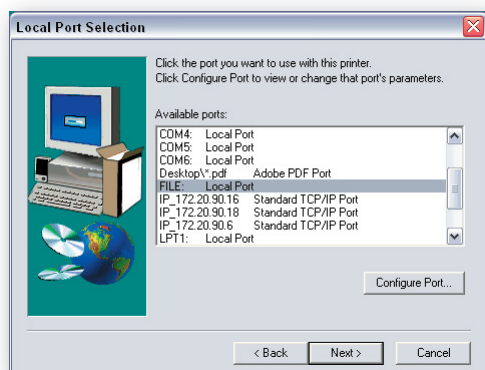 Local Port Selection
Click the port you want to use with this printer.
Click Configure Port to view or change that port's parameters.
Available ports:
COM4: Local Port
COM5: Local Port
COM6: Local Port
Desktop\*.pdf Adobe PDF Port
FILE: Local Port
IP_172.20.90.16 Standard TCP/IP Port
IP_172.20.90.18 Standard TCP/IP Port
IP_172.20.90.6 Standard TCP/IP Port
LPT1: Local Port
Configure Port...
< Back Next > Cancel